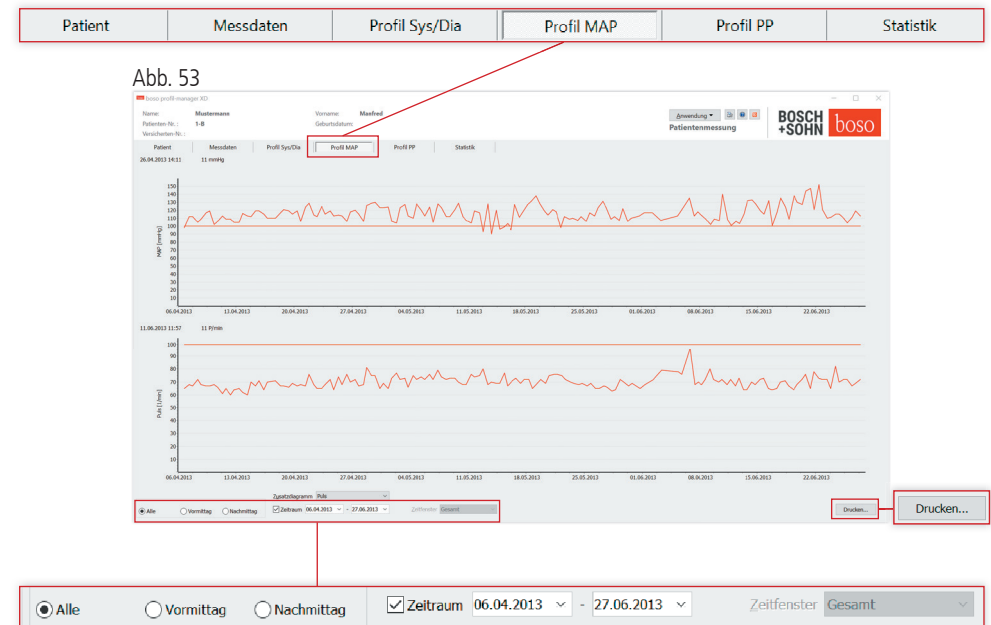 Patient Messdaten Profil Sys/Dia Profil MAP Profil PP Statistik
Abb. 53
boso profil-manager XD
Name: Mustermann Vorname: Manfred Anwendung
Patienten-Nr. : 1-B Geburtsdatum: Patientenmessung
Versicherten-Nr. :
BOSCH
+SOHN
boso
Patient Messdaten Profil Sys/Dia Profil MAP Profil PP Statistik
26.04.2013 14:11 11 mmHg
MAP [mmHg]
150
140
130
120
110
100
90
80
70
60
50
40
30
20
10
06.04.2013 13.04.2013 20.04.2013 27.04.2013 04.05.2013 11.05.2013 18.05.2013 25.05.2013 01.06.2013 08.06.2013 15.06.2013 22.06.2013
11.06.2013 11:57 11 P/min
Puls [1/min]
100
90
80
70
60
50
40
30
20
10
06.04.2013 13.04.2013 20.04.2013 27.04.2013 04.05.2013 11.05.2013 18.05.2013 25.05.2013 01.06.2013 08.06.2013 15.06.2013 22.06.2013
Zusatzdiagramm Puls
Alle Vormittag Nachmittag Zeitraum 06.04.2013 - 27.06.2013 Zeitfenster Gesamt Drucken...
Drucken...
Alle Vormittag Nachmittag Zeitraum 06.04.2013 - 27.06.2013 Zeitfenster Gesamt